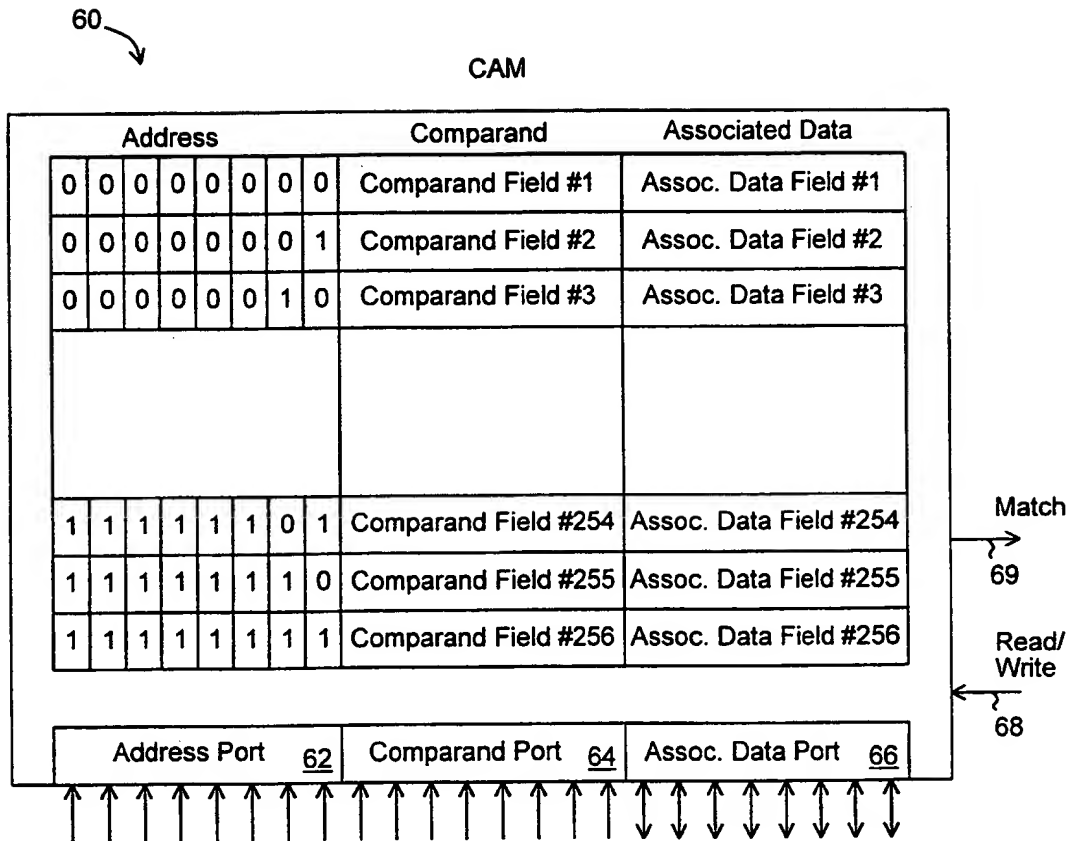 60
CAM
Address Comparand Associated Data
0 0 0 0 0 0 0 0 Comparand Field #1 Assoc. Data Field #1
0 0 0 0 0 0 0 1 Comparand Field #2 Assoc. Data Field #2
0 0 0 0 0 0 1 0 Comparand Field #3 Assoc. Data Field #3
1 1 1 1 1 1 0 1 Comparand Field #254 Assoc. Data Field #254
1 1 1 1 1 1 1 0 Comparand Field #255 Assoc. Data Field #255
1 1 1 1 1 1 1 1 Comparand Field #256 Assoc. Data Field #256
Match
69
Read/
Write
68
Address Port 62 Comparand Port 64 Assoc. Data Port 66